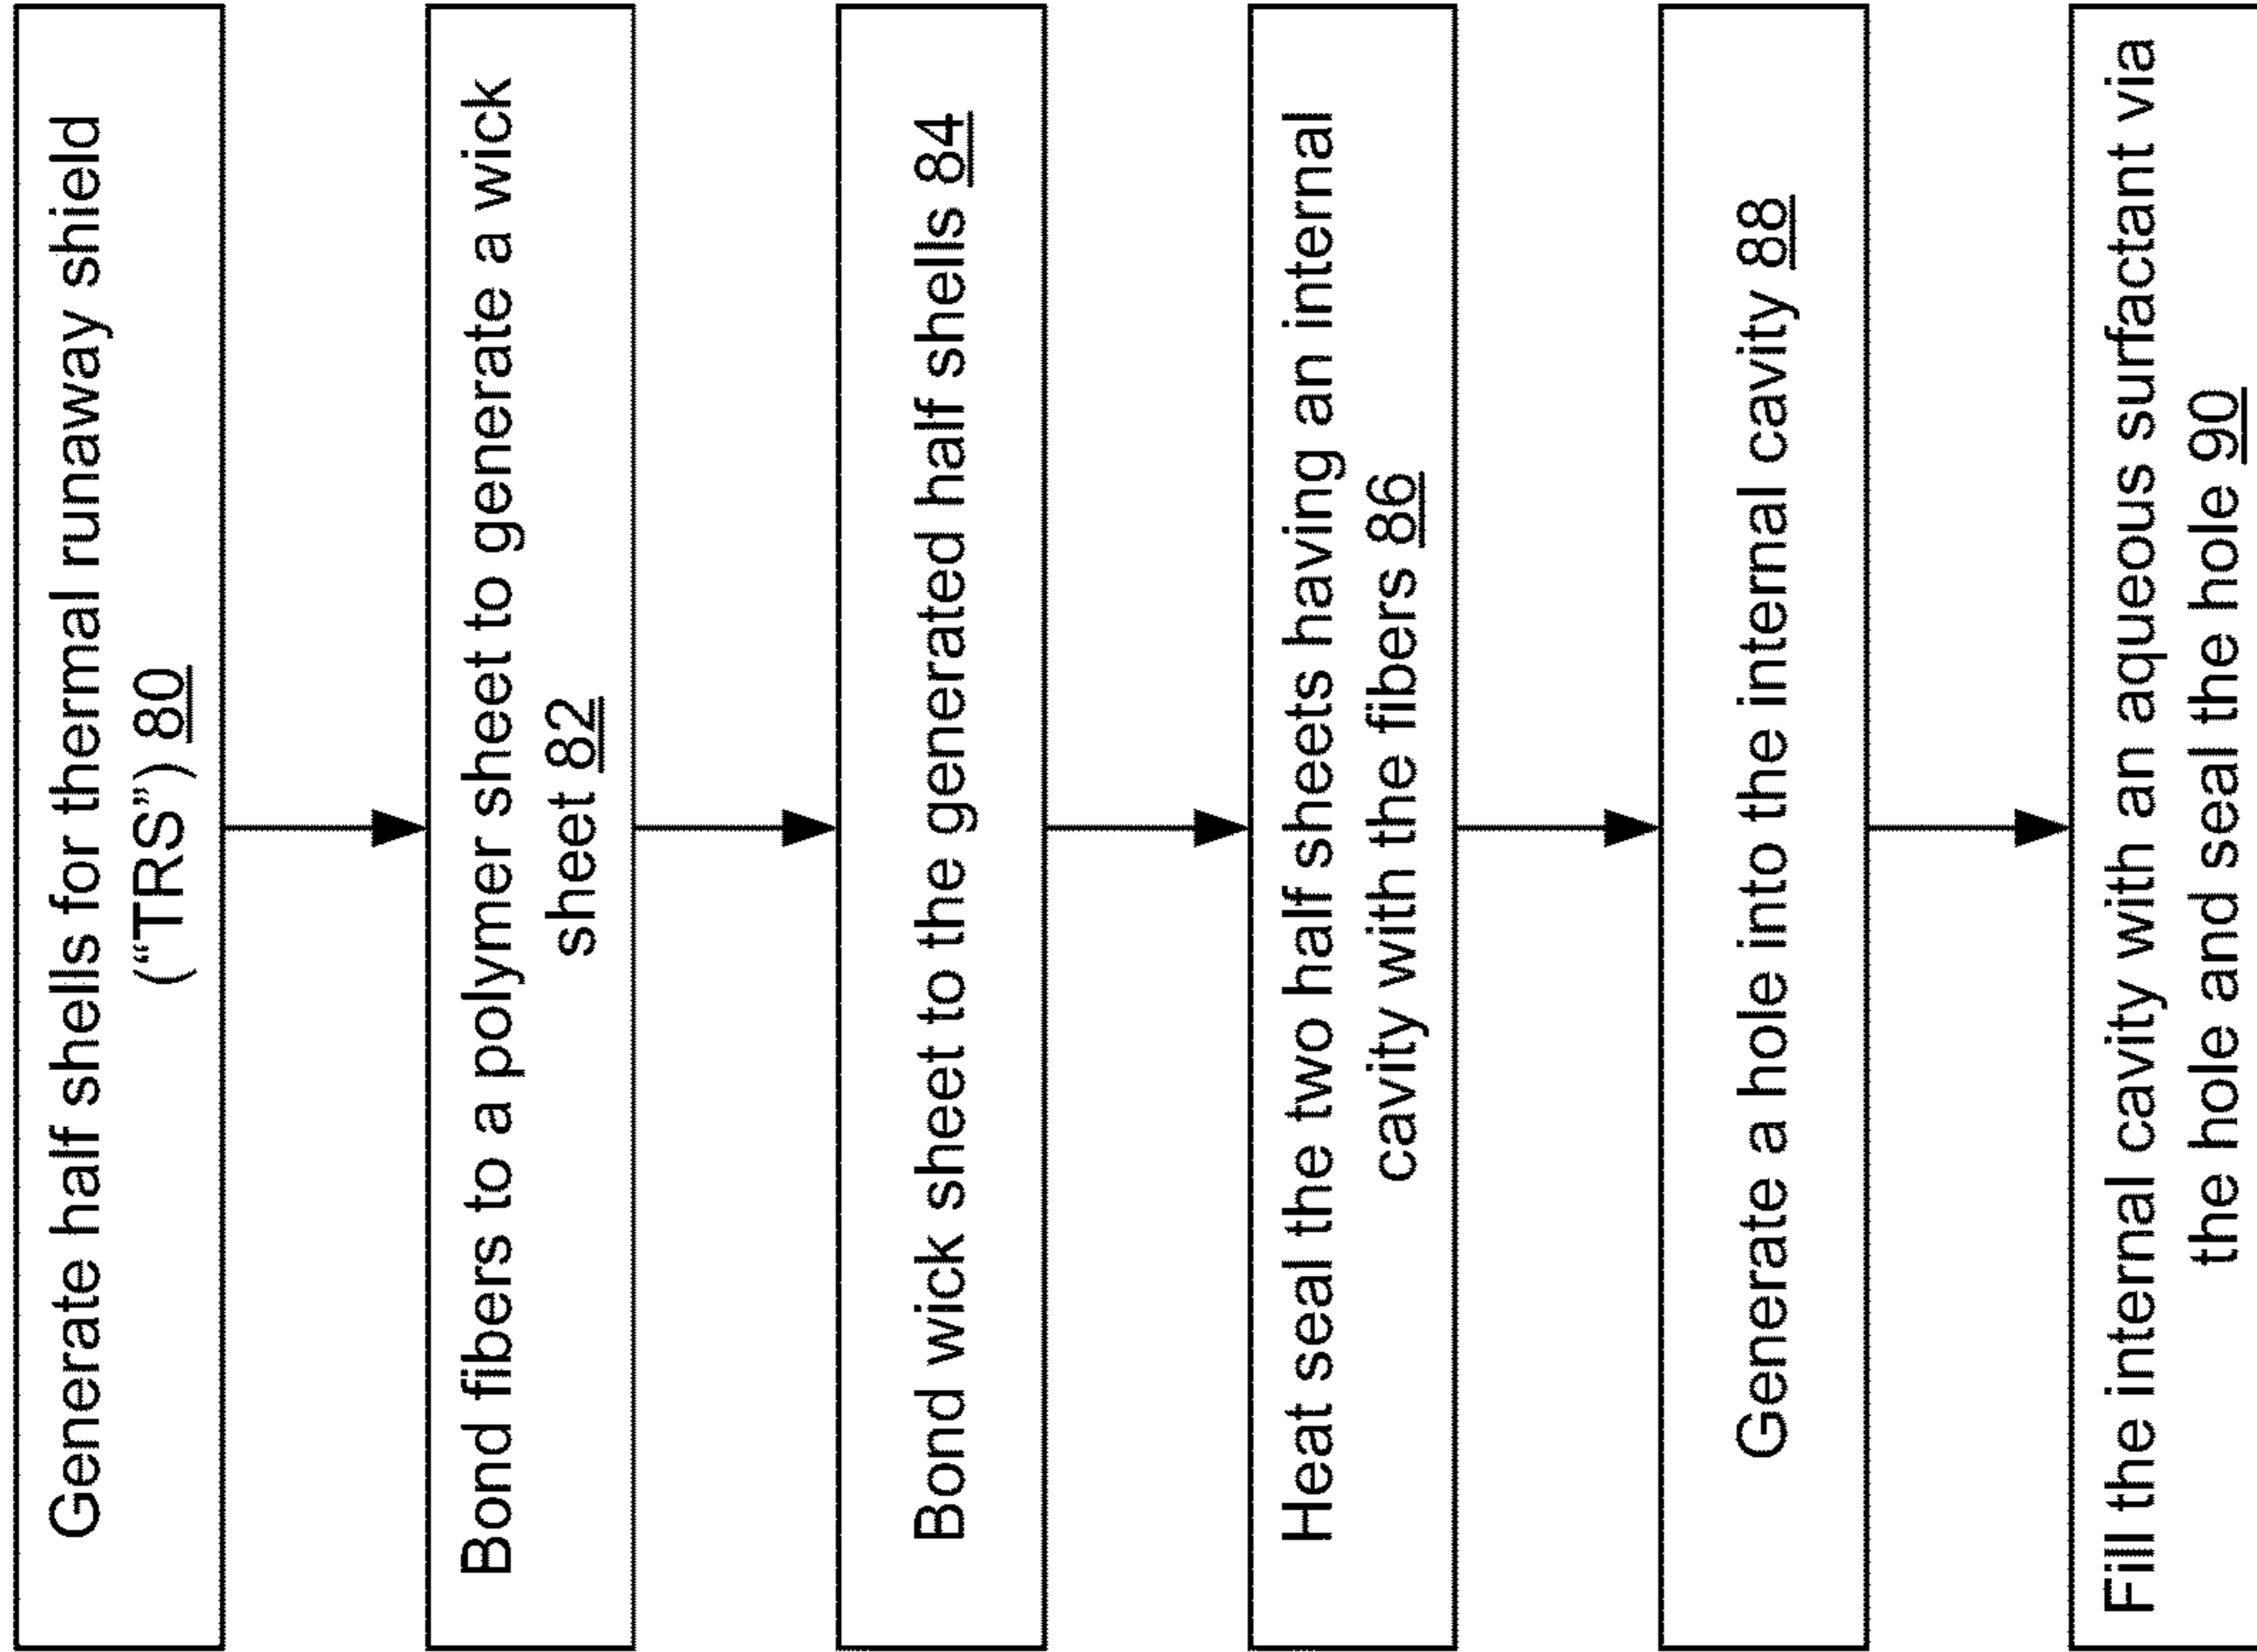 Generate half shells for thermal runaway shield
(“TRS”) 80
Bond fibers to a polymer sheet to generate a wick
sheet 82
Bond wick sheet to the generated half shells 84
Heat seal the two half sheets having an internal
cavity with the fibers 86
Generate a hole into the internal cavity 88
Fill the internal cavity with an aqueous surfactant via
the hole and seal the hole 90